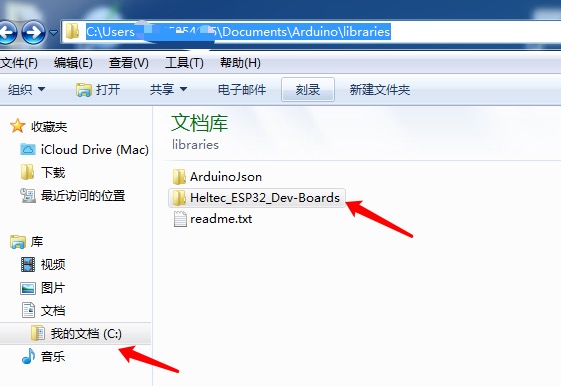 C:\Users\ \Documents\Arduino\libraries
文件(F) 编辑(E) 查看(V) 工具(T) 帮助(H)
组织 打开 共享 电子邮件 刻录 新建文件夹
收藏夹
iCloud Drive (Mac)
下载
最近访问的位置
库
视频
图片
文档
我的文档 (C:)
音乐
文档库
libraries
ArduinoJson
Heltec_ESP32_Dev-Boards
readme.txt